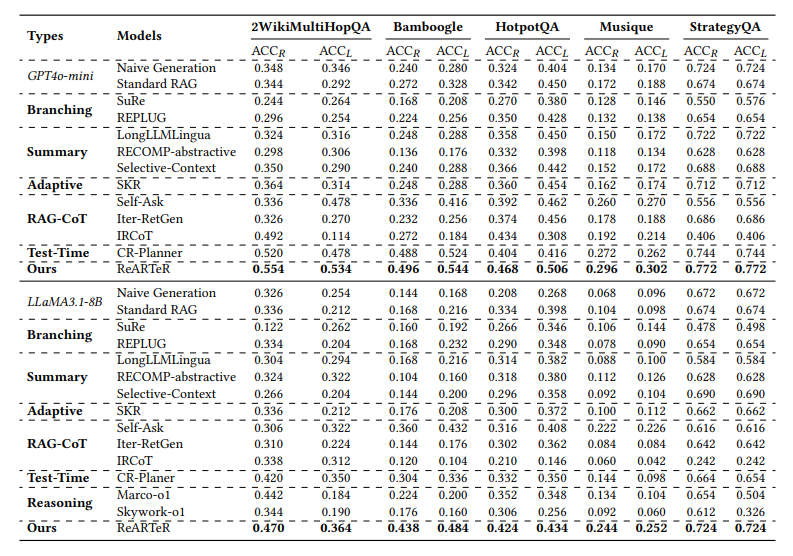 Types Models 2WikiMultiHopQA Bamboogle HotpotQA Musique StrategyQA
ACC_R ACC_L ACC_R ACC_L ACC_R ACC_L ACC_R ACC_L ACC_R ACC_L
GPT4o-mini Naive Generation 0.348 0.346 0.240 0.280 0.324 0.404 0.134 0.170 0.724 0.724
Standard RAG 0.344 0.292 0.272 0.328 0.342 0.450 0.172 0.188 0.674 0.674
Branching SuRe 0.244 0.264 0.168 0.208 0.270 0.380 0.128 0.146 0.550 0.576
REPLUG 0.296 0.254 0.224 0.256 0.350 0.428 0.132 0.138 0.654 0.654
Summary LongLLMLingua 0.324 0.316 0.248 0.288 0.358 0.450 0.150 0.172 0.722 0.722
RECOMP-abstractive 0.298 0.306 0.136 0.176 0.332 0.398 0.118 0.134 0.628 0.628
Selective-Context 0.350 0.290 0.240 0.288 0.366 0.442 0.152 0.172 0.688 0.688
Adaptive SKR 0.364 0.314 0.248 0.288 0.360 0.454 0.162 0.174 0.712 0.712
RAG-CoT Self-Ask 0.336 0.478 0.336 0.416 0.392 0.462 0.260 0.270 0.556 0.556
Iter-RetGen 0.326 0.270 0.232 0.256 0.374 0.456 0.178 0.188 0.686 0.686
IRCoT 0.492 0.114 0.272 0.184 0.434 0.308 0.192 0.214 0.406 0.406
Test-Time CR-Planner 0.520 0.478 0.488 0.524 0.404 0.416 0.272 0.262 0.744 0.744
Ours ReARTeR 0.554 0.534 0.496 0.544 0.468 0.506 0.296 0.302 0.772 0.772
LLaMA3.1-8B Naive Generation 0.326 0.254 0.144 0.168 0.208 0.268 0.068 0.096 0.672 0.672
Standard RAG 0.336 0.212 0.168 0.216 0.334 0.398 0.104 0.098 0.674 0.674
Branching SuRe 0.122 0.262 0.160 0.192 0.266 0.346 0.106 0.144 0.478 0.498
REPLUG 0.334 0.204 0.168 0.232 0.290 0.348 0.078 0.090 0.654 0.654
Summary LongLLMLingua 0.304 0.294 0.168 0.216 0.314 0.382 0.088 0.100 0.584 0.584
RECOMP-abstractive 0.324 0.322 0.104 0.160 0.318 0.380 0.112 0.126 0.628 0.628
Selective-Context 0.266 0.204 0.144 0.200 0.296 0.358 0.092 0.104 0.690 0.690
Adaptive SKR 0.336 0.212 0.176 0.208 0.300 0.372 0.100 0.112 0.662 0.662
RAG-CoT Self-Ask 0.306 0.322 0.360 0.432 0.316 0.408 0.222 0.226 0.616 0.616
Iter-RetGen 0.310 0.224 0.144 0.176 0.302 0.362 0.084 0.084 0.642 0.642
IRCoT 0.338 0.312 0.120 0.104 0.210 0.146 0.060 0.042 0.242 0.242
Test-Time CR-Planer 0.420 0.350 0.304 0.336 0.332 0.350 0.144 0.098 0.664 0.654
Reasoning Marco-o1 0.442 0.184 0.224 0.200 0.352 0.348 0.134 0.104 0.654 0.504
Skywork-o1 0.344 0.190 0.176 0.160 0.306 0.256 0.092 0.060 0.612 0.326
Ours ReARTeR 0.470 0.364 0.438 0.484 0.424 0.434 0.244 0.252 0.724 0.724